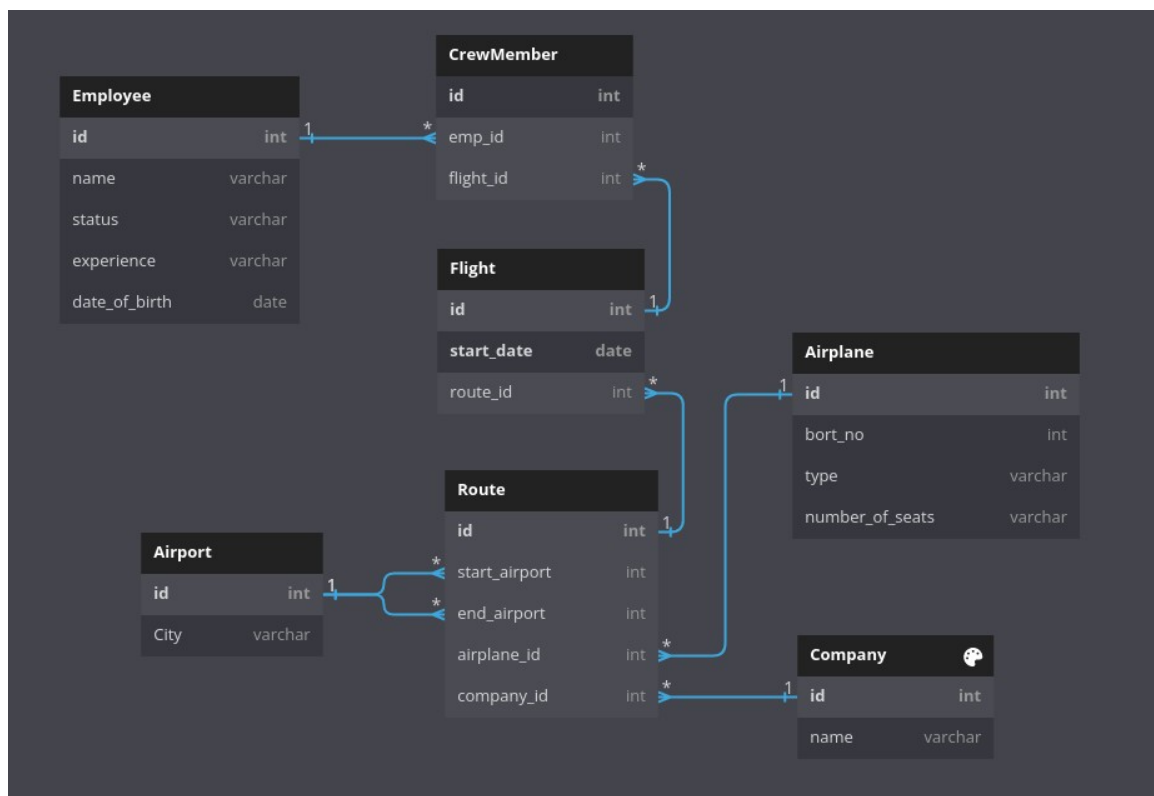 CrewMember
id int
emp_id int
flight_id int
Employee
id int
name varchar
status varchar
experience varchar
date_of_birth date
1 *
*
Flight
id int
start_date date
route_id int
1
*
Airplane
id int
bort_no int
type varchar
number_of_seats varchar
1
Route
id int
start_airport int
end_airport int
airplane_id int
company_id int
1
*
*
*
* 1
Airport
id int
City varchar
1
Company
id int
name varchar